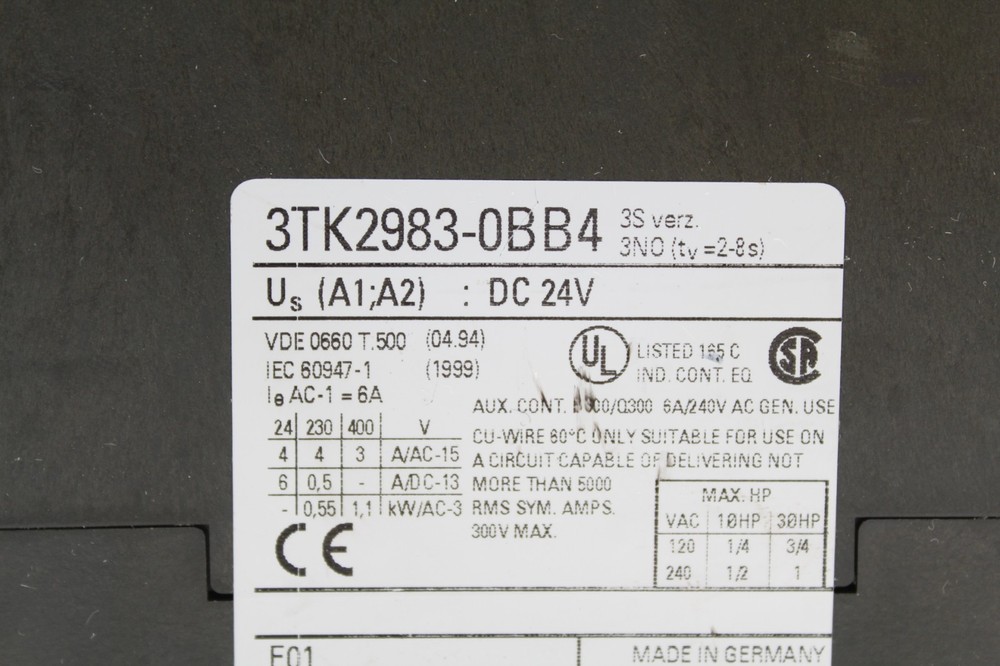 3TK2983-0BB4 3S verz.
3NO (tv =2-8s)
Us (A1;A2) : DC 24V
VDE 0660 T.500 (04.94)
IEC 60947-1 (1999)
Ie AC-1 = 6A
24 230 400 V
4 4 3 A/AC-15
6 0,5 - A/DC-13
- 0,55 1,1 kW/AC-3
CE
UL LISTED 165 C
IND. CONT. EQ.
SA
AUX. CONT. 6A/240V AC GEN. USE
CU-WIRE 60°C ONLY SUITABLE FOR USE ON
A CIRCUIT CAPABLE OF DELIVERING NOT
MORE THAN 5000
RMS SYM. AMPS.
300V MAX.
MAX. HP
VAC 1ØHP 3ØHP
120 1/4 3/4
240 1/2 1
E01
MADE IN GERMANY